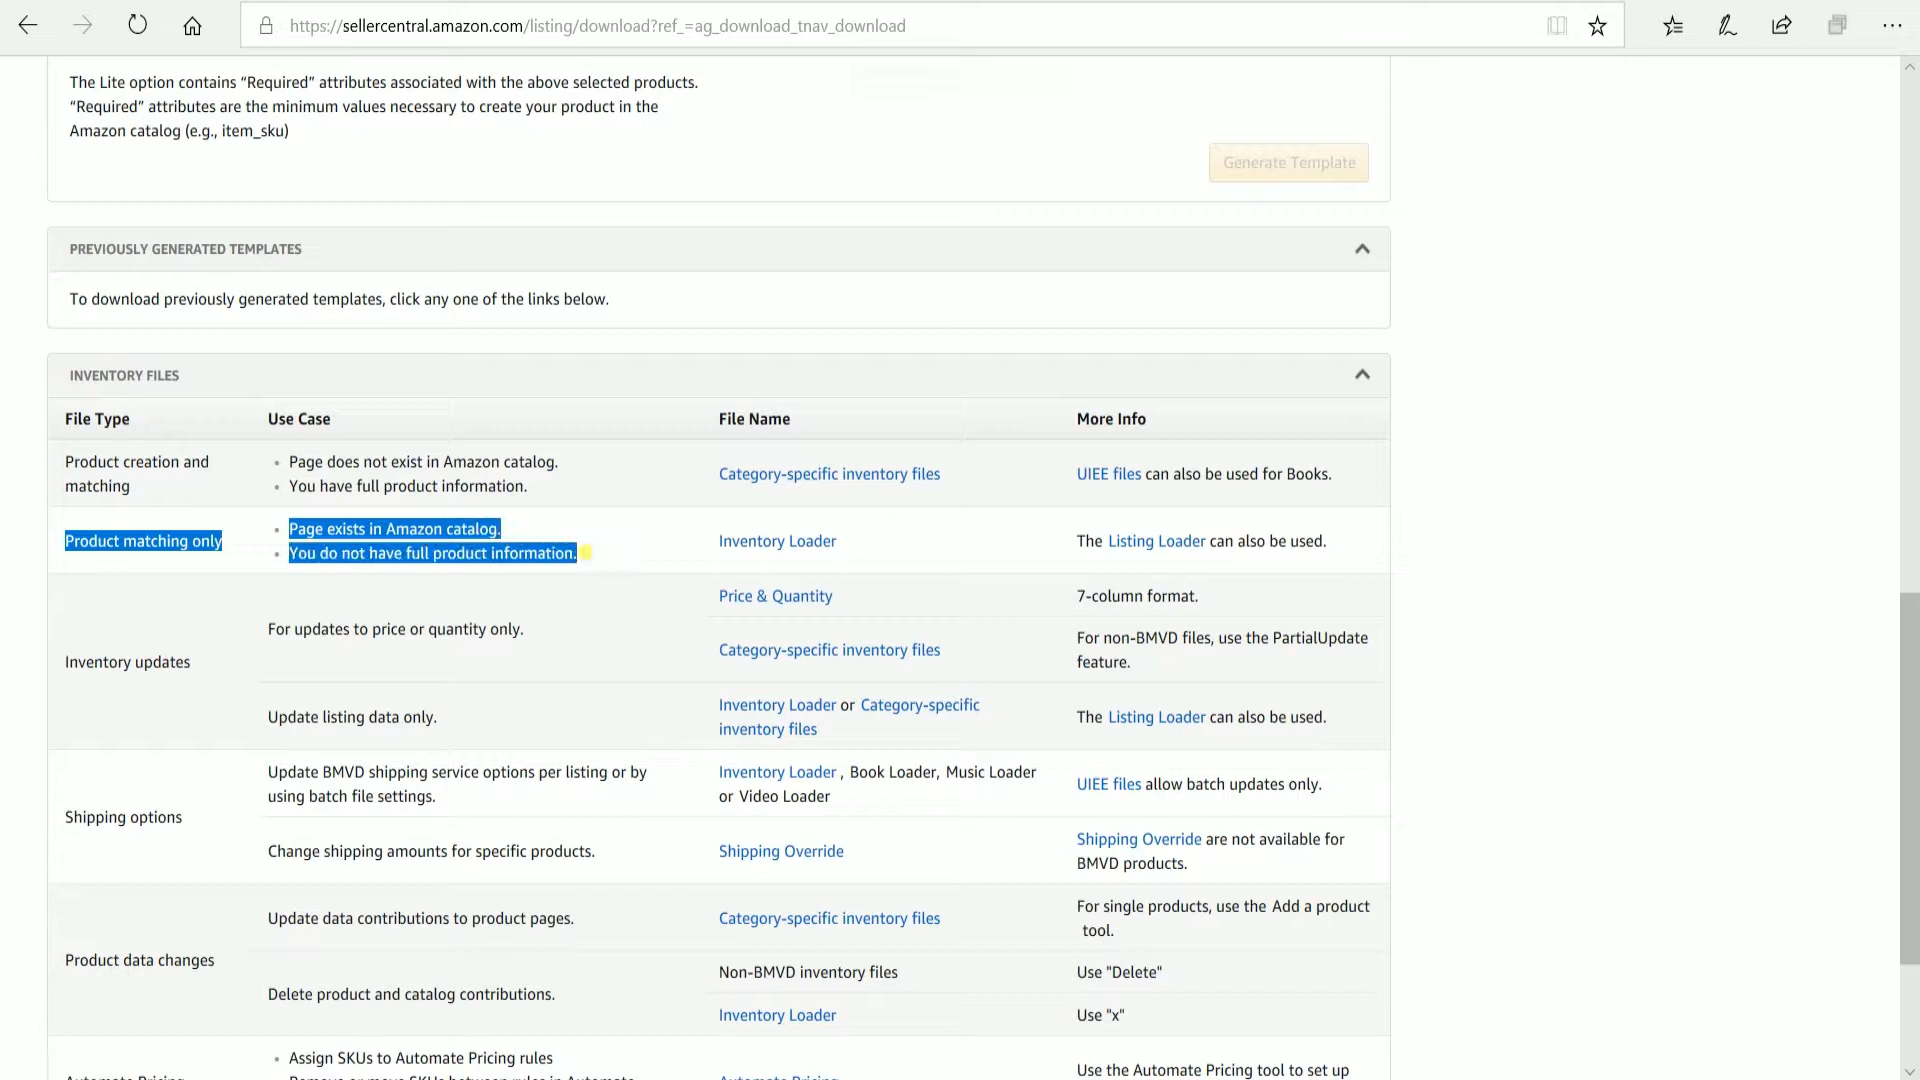 https://sellercentral.amazon.com/listing/download?ref_=ag_download_tnav_download
The Lite option contains “Required” attributes associated with the above selected products.
“Required” attributes are the minimum values necessary to create your product in the
Amazon catalog (e.g., item_sku)
Generate Template
PREVIOUSLY GENERATED TEMPLATES
To download previously generated templates, click any one of the links below.
INVENTORY FILES
File Type Use Case File Name More Info
Product creation and
matching
Page does not exist in Amazon catalog.
You have full product information.
Category-specific inventory files
UIEE files can also be used for Books.
Product matching only
Page exists in Amazon catalog.
You do not have full product information.
Inventory Loader
The Listing Loader can also be used.
Inventory updates
For updates to price or quantity only.
Price & Quantity
7-column format.
Category-specific inventory files
For non-BMVD files, use the PartialUpdate
feature.
Update listing data only.
Inventory Loader or Category-specific
inventory files
The Listing Loader can also be used.
Shipping options
Update BMVD shipping service options per listing or by
using batch file settings.
Inventory Loader , Book Loader, Music Loader
or Video Loader
UIEE files allow batch updates only.
Change shipping amounts for specific products.
Shipping Override
Shipping Override are not available for
BMVD products.
Product data changes
Update data contributions to product pages.
Category-specific inventory files
For single products, use the Add a product
tool.
Delete product and catalog contributions.
Non-BMVD inventory files
Use "Delete"
Inventory Loader
Use "x"
Automate Pricing
Assign SKUs to Automate Pricing rules
Remove or move SKUs between rules in Automate
Automate Pricing
Use the Automate Pricing tool to set up